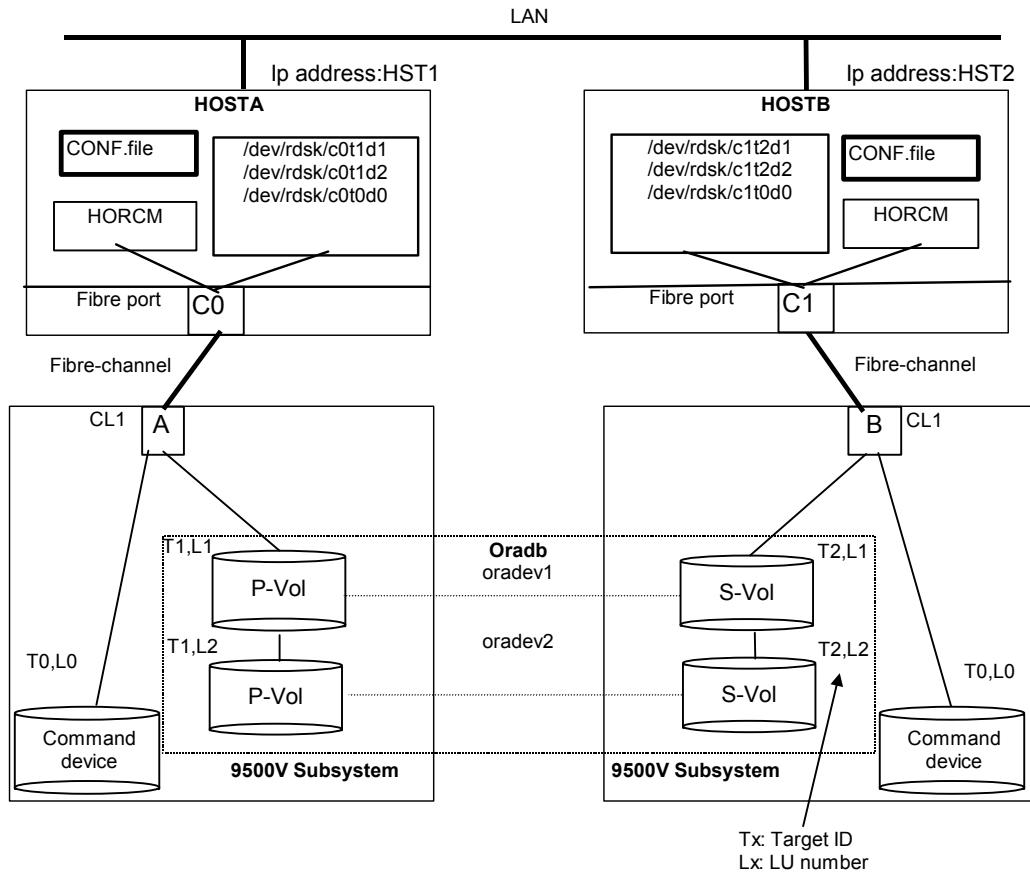 LAN
Ip address:HST1
Ip address:HST2
HOSTA
CONF.file
/dev/rdsk/c0t1d1
/dev/rdsk/c0t1d2
/dev/rdsk/c0t0d0
HORCM
Fibre port
C0
HOSTB
/dev/rdsk/c1t2d1
/dev/rdsk/c1t2d2
/dev/rdsk/c1t0d0
CONF.file
HORCM
Fibre port
C1
Fibre-channel
Fibre-channel
CL1
A
B
CL1
T1,L1
Oradb
oradev1
T2,L1
P-Vol
S-Vol
T1,L2
oradev2
T2,L2
T0,L0
P-Vol
S-Vol
T0,L0
Command
device
Command
device
9500V Subsystem
9500V Subsystem
Tx: Target ID
Lx: LU number